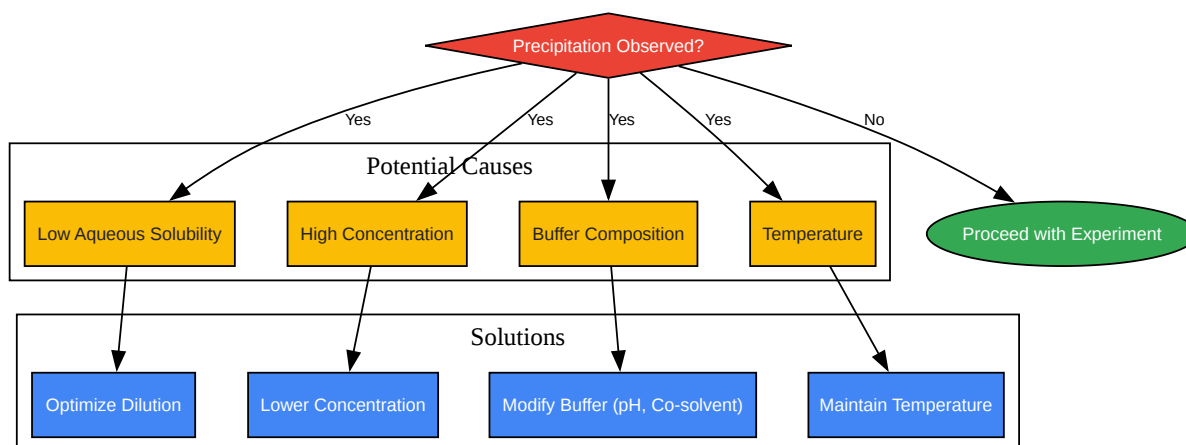 Precipitation Observed?
Yes
Yes
Yes
Yes
No
Potential Causes
Low Aqueous Solubility
High Concentration
Buffer Composition
Temperature
Proceed with Experiment
Solutions
Optimize Dilution
Lower Concentration
Modify Buffer (pH, Co-solvent)
Maintain Temperature